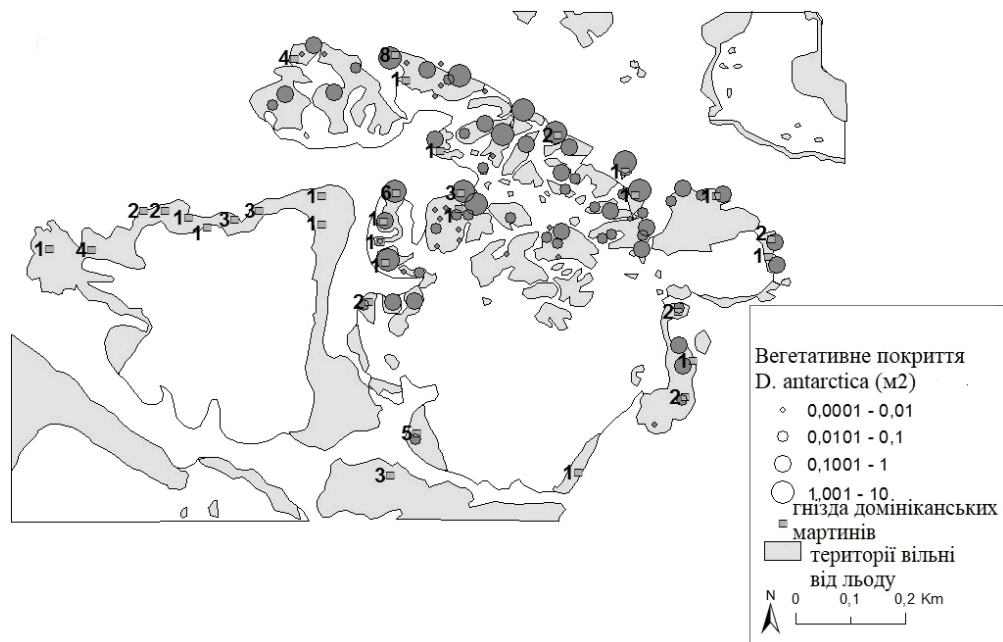 4
8
1
2
1
1
2
2
1
1
3
3
1
1
6
1
1
1
3
1
1
1
1
4
2
1
2
2
1
2
5
3
1
Вегетативне покриття
D. antarctica (м2)
0,0001 - 0,01
0,0101 - 0,1
0,1001 - 1
1,001 - 10
гнізда домініканських
мартинів
території вільні
від льоду
N
0 0,1 0,2 Km